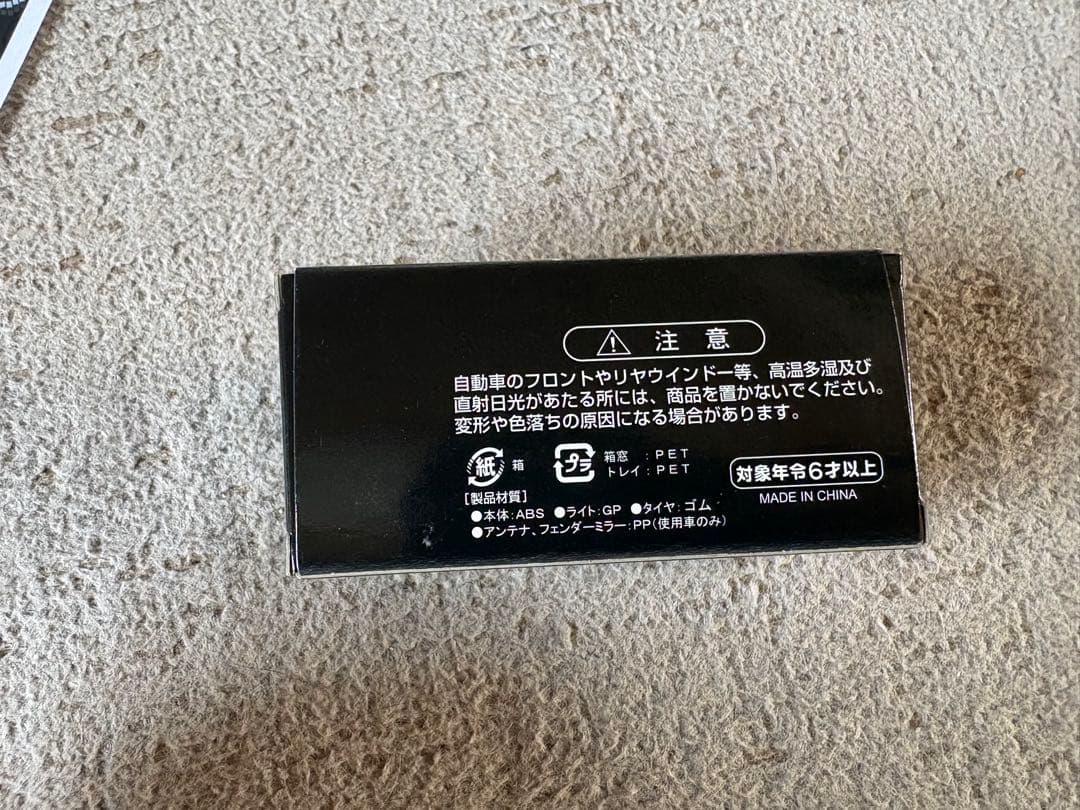 注意
自動車のフロントやリヤウインドー等、高温多湿及び
直射日光があたる所には、商品を置かないでください。
変形や色落ちの原因になる場合があります。
紙 箱 プラ 箱窓 : PET
トレイ : PET
対象年令6才以上
MADE IN CHINA
[製品材質]
●本体:ABS ●ライト:GP ●タイヤ:ゴム
●アンテナ、フェンダーミラー:PP(使用車のみ)